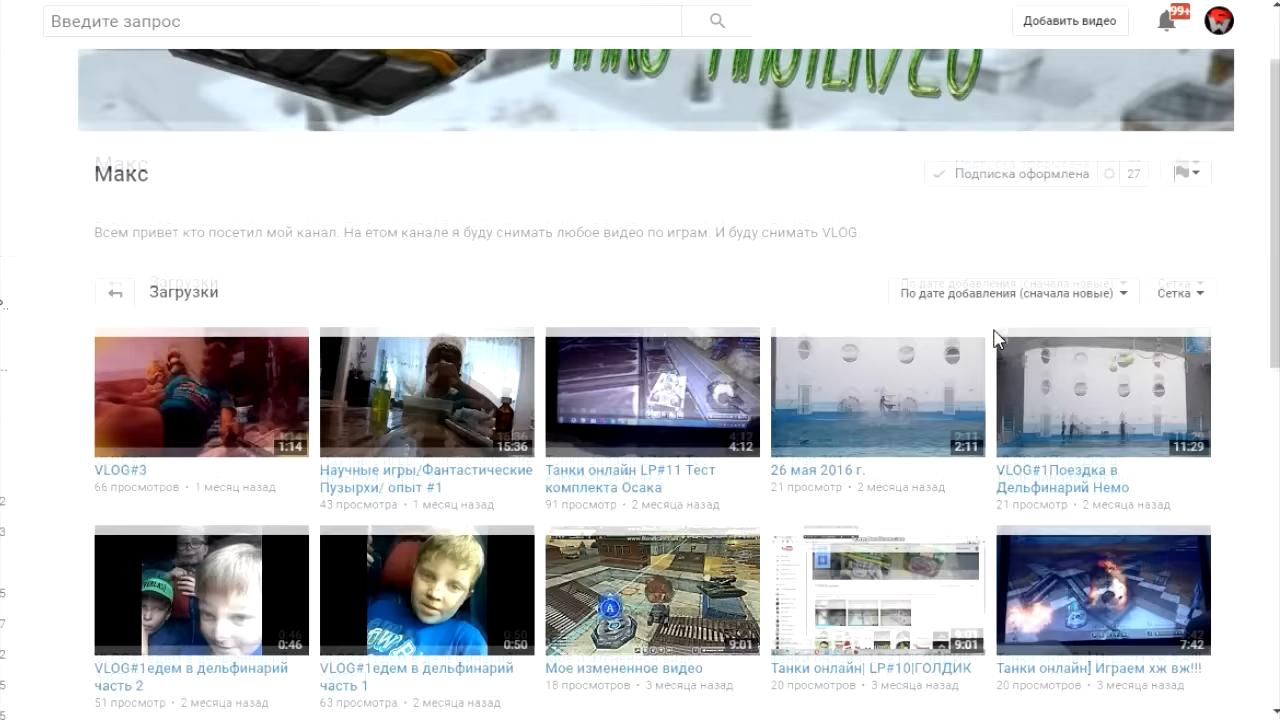 Введите запрос
Добавить видео
99+
Макс
Подписка оформлена
27
Всем привет кто посетил мой канал. На етом канале я буду снимать любое видео по играм. И буду снимать VLOG.
Загрузки
По дате добавления (сначала новые)
Сетка
1:14
15:36
4:12
2:11
11:29
VLOG#3
66 просмотров • 1 месяц назад
Научные игры/Фантастические
Пузырхи/ опыт #1
43 просмотра • 1 месяц назад
Танки онлайн LP#11 Тест
комплекта Осака
91 просмотр • 2 месяца назад
26 мая 2016 г.
21 просмотр • 2 месяца назад
VLOG#1Поездка в
Дельфинарий Немо
21 просмотр • 2 месяца назад
0:46
0:50
9:01
9:01
7:42
VLOG#1едем в дельфинарий
часть 2
51 просмотр • 2 месяца назад
VLOG#1едем в дельфинарий
часть 1
63 просмотра • 2 месяца назад
Мое измененное видео
18 просмотров • 3 месяца назад
Танки онлайн| LP#10|ГОЛДИК
20 просмотров • 3 месяца назад
Танки онлайн] Играем хж вж!!!
20 просмотров • 3 месяца назад